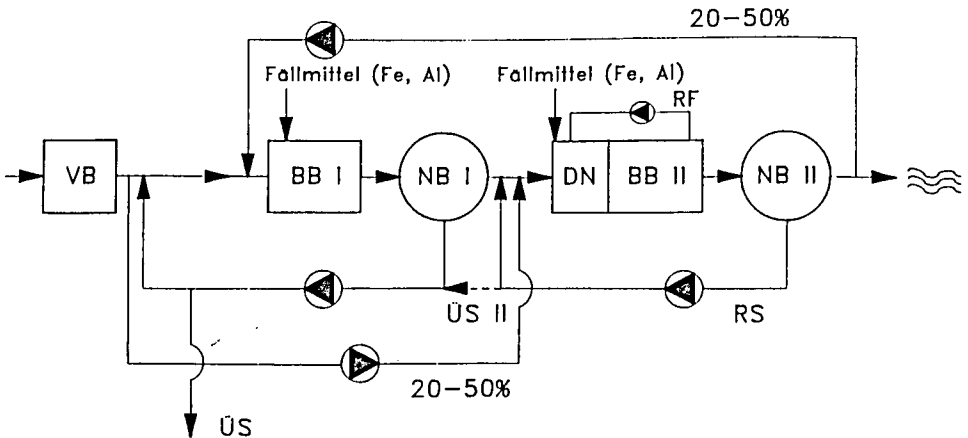 20-50%
Fällmittel (Fe, Al)
Fällmittel (Fe, Al)
RF
VB
BB I
NB I
DN
BB II
NB II
ÜS II
RS
20-50%
ÜS